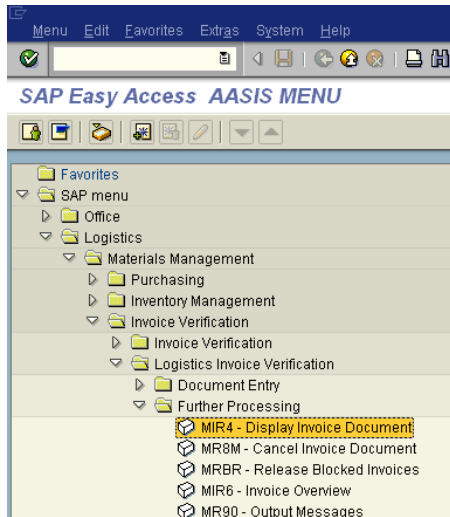 Menu Edit Favorites Extras System Help
SAP Easy Access AASIS MENU
Favorites
SAP menu
Office
Logistics
Materials Management
Purchasing
Inventory Management
Invoice Verification
Invoice Verification
Logistics Invoice Verification
Document Entry
Further Processing
MIR4 - Display Invoice Document
MR8M - Cancel Invoice Document
MRBR - Release Blocked Invoices
MIR6 - Invoice Overview
MR90 - Output Messages